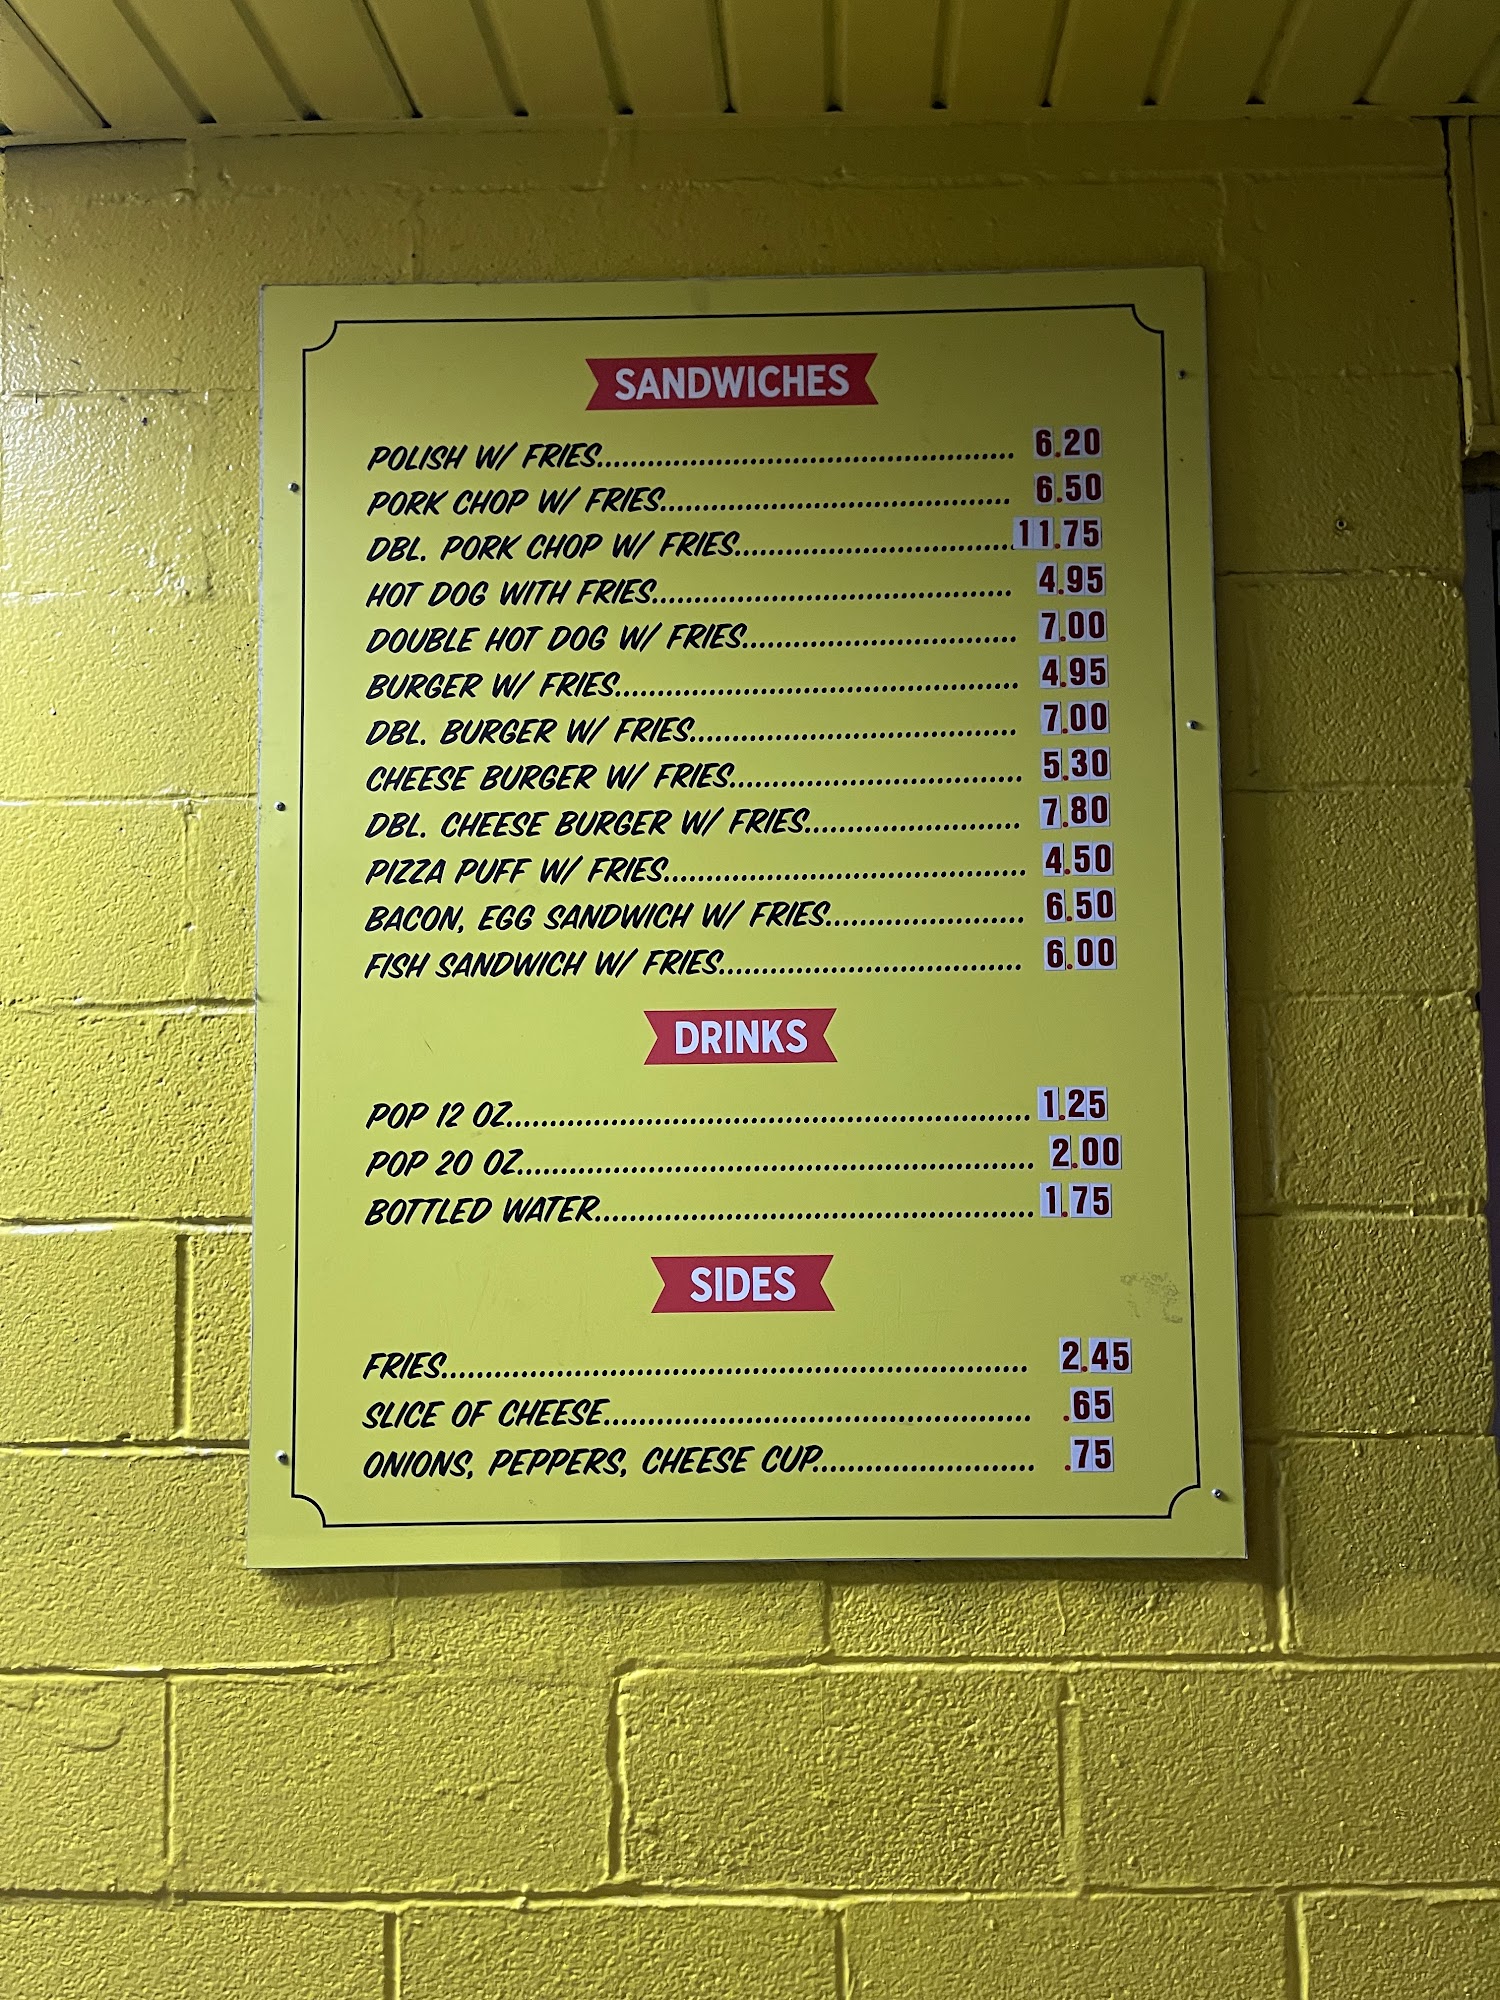 SANDWICHES
POLISH W/ FRIES................................................ 6.20
PORK CHOP W/ FRIES........................................ 6.50
DBL. PORK CHOP W/ FRIES................................. 11.75
HOT DOG WITH FRIES.......................................... 4.95
DOUBLE HOT DOG W/ FRIES................................ 7.00
BURGER W/ FRIES............................................... 4.95
DBL. BURGER W/ FRIES...................................... 7.00
CHEESE BURGER W/ FRIES.................................. 5.30
DBL. CHEESE BURGER W/ FRIES......................... 7.80
PIZZA PUFF W/ FRIES.......................................... 4.50
BACON, EGG SANDWICH W/ FRIES....................... 6.50
FISH SANDWICH W/ FRIES................................... 6.00
DRINKS
POP 12 OZ............................................................. 1.25
POP 20 OZ............................................................ 2.00
BOTTLED WATER................................................... 1.75
SIDES
FRIES.................................................................... 2.45
SLICE OF CHEESE................................................. .65
ONIONS, PEPPERS, CHEESE CUP......................... .75